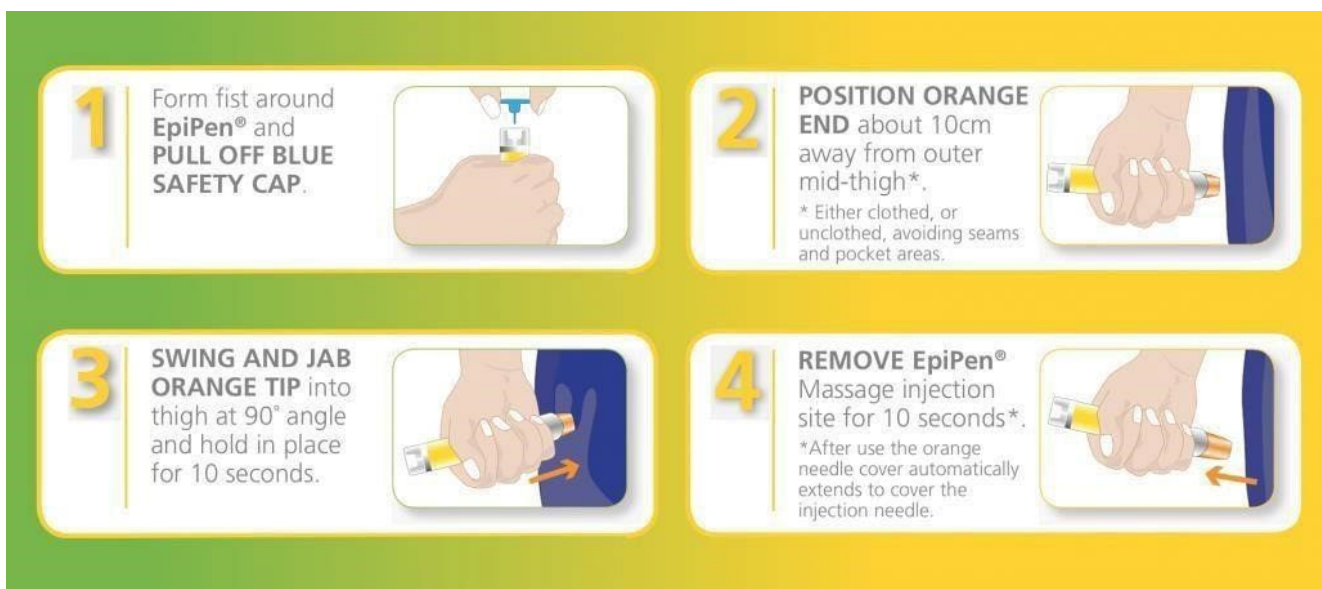 1
Form fist around
EpiPen® and
PULL OFF BLUE
SAFETY CAP.
2
POSITION ORANGE
END about 10cm
away from outer
mid-thigh*.
* Either clothed, or
unclothed, avoiding seams
and pocket areas.
3
SWING AND JAB
ORANGE TIP into
thigh at 90° angle
and hold in place
for 10 seconds.
4
REMOVE EpiPen®
Massage injection
site for 10 seconds*.
*After use the orange
needle cover automatically
extends to cover the
injection needle.